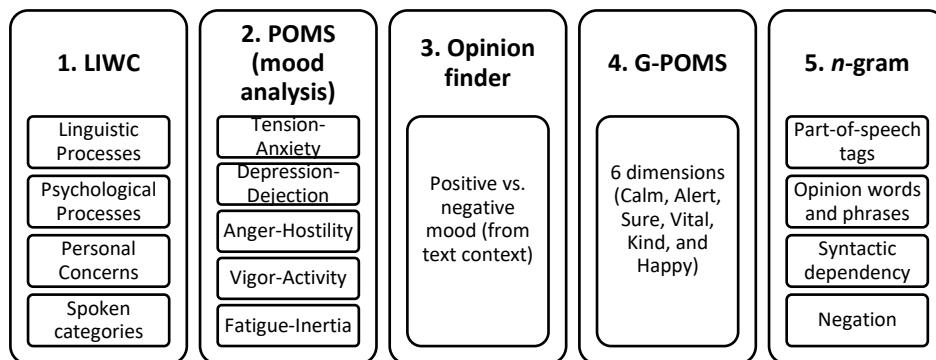 1. LIWC
Linguistic
Processes
Psychological
Processes
Personal
Concerns
Spoken
categories
2. POMS
(mood
analysis)
Tension-
Anxiety
Depression-
Dejection
Anger-Hostility
Vigor-Activity
Fatigue-Inertia
3. Opinion
finder
Positive vs.
negative
mood (from
text context)
4. G-POMS
6 dimensions
(Calm, Alert,
Sure, Vital,
Kind, and
Happy)
5. n-gram
Part-of-speech
tags
Opinion words
and phrases
Syntactic
dependency
Negation